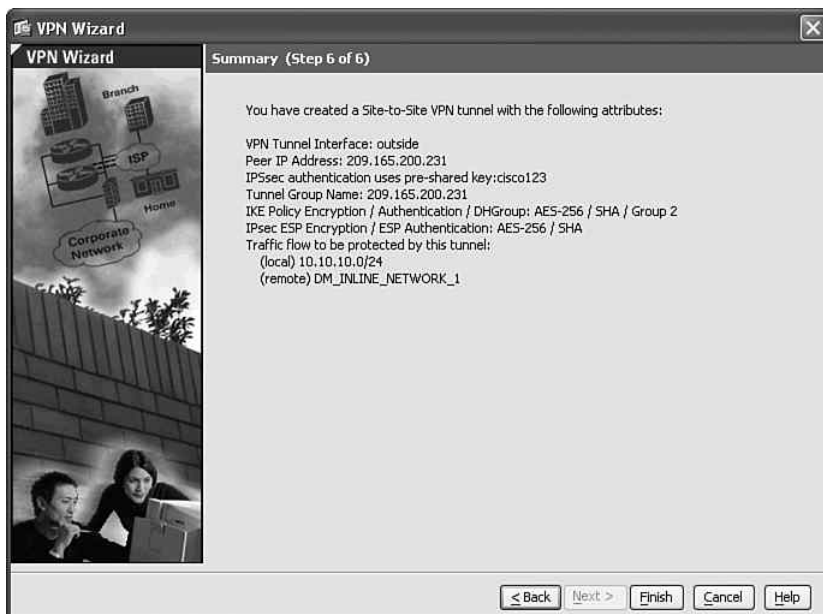 VPN Wizard
VPN Wizard
Summary (Step 6 of 6)
Branch
ISP
Home
Corporate
Network
You have created a Site-to-Site VPN tunnel with the following attributes:
VPN Tunnel Interface: outside
Peer IP Address: 209.165.200.231
IPSsec authentication uses pre-shared key:cisco123
Tunnel Group Name: 209.165.200.231
IKE Policy Encryption / Authentication / DHGroup: AES-256 / SHA / Group 2
IPsec ESP Encryption / ESP Authentication: AES-256 / SHA
Traffic flow to be protected by this tunnel:
(local) 10.10.10.0/24
(remote) DM_INLINE_NETWORK_1
< Back Next > Finish Cancel Help